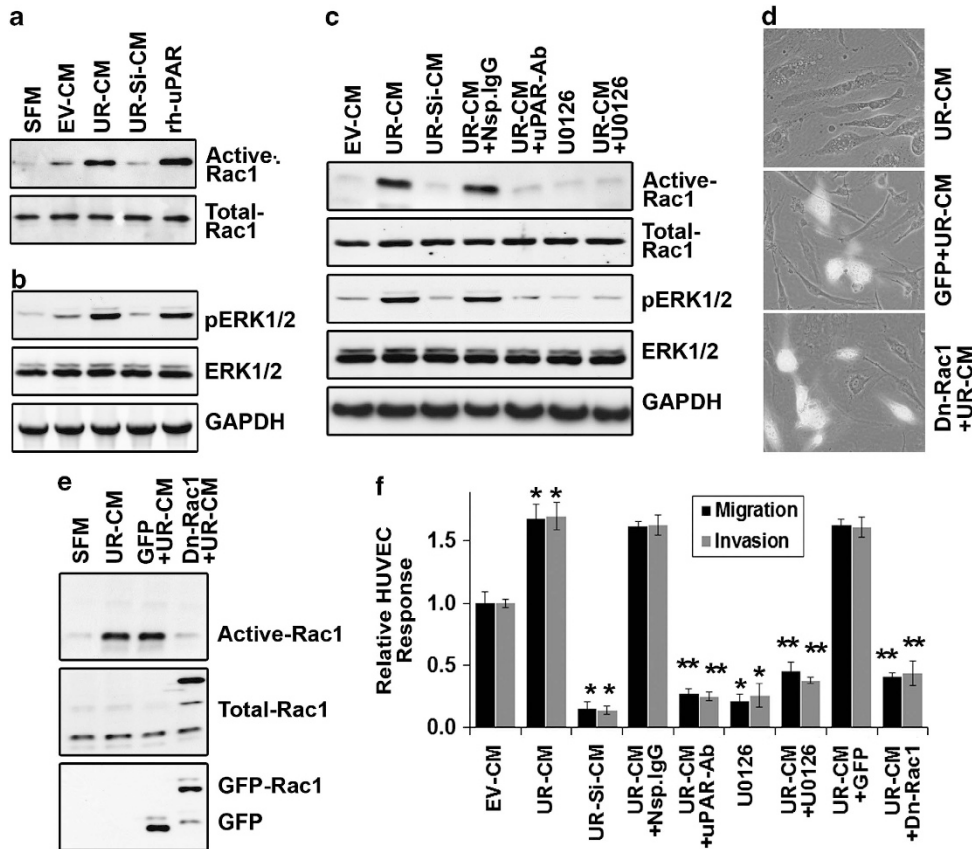 a
SFM
EV-CM
UR-CM
UR-Si-CM
rh-uPAR
Active-
Rac1
Total-
Rac1
b
pERK1/2
ERK1/2
GAPDH
c
EV-CM
UR-CM
UR-Si-CM
UR-CM
+Nsp.IgG
UR-CM
+uPAR-Ab
U0126
UR-CM
+U0126
Active-
Rac1
Total-
Rac1
pERK1/2
ERK1/2
GAPDH
d
UR-CM
GFP+UR-CM
Dn-Rac1
+UR-CM
e
SFM
UR-CM
GFP
+UR-CM
Dn-Rac1
+UR-CM
Active-Rac1
Total-Rac1
GFP-Rac1
GFP
f
Relative HUVEC
Response
1.5
1.0
0.5
0.0
Migration
Invasion
* *
* *
** **
* *
** **
** **
EV-CM
UR-CM
UR-Si-CM
UR-CM
+Nsp.IgG
UR-CM
+uPAR-Ab
U0126
UR-CM
+U0126
UR-CM
+GFP
UR-CM
+Dn-Rac1